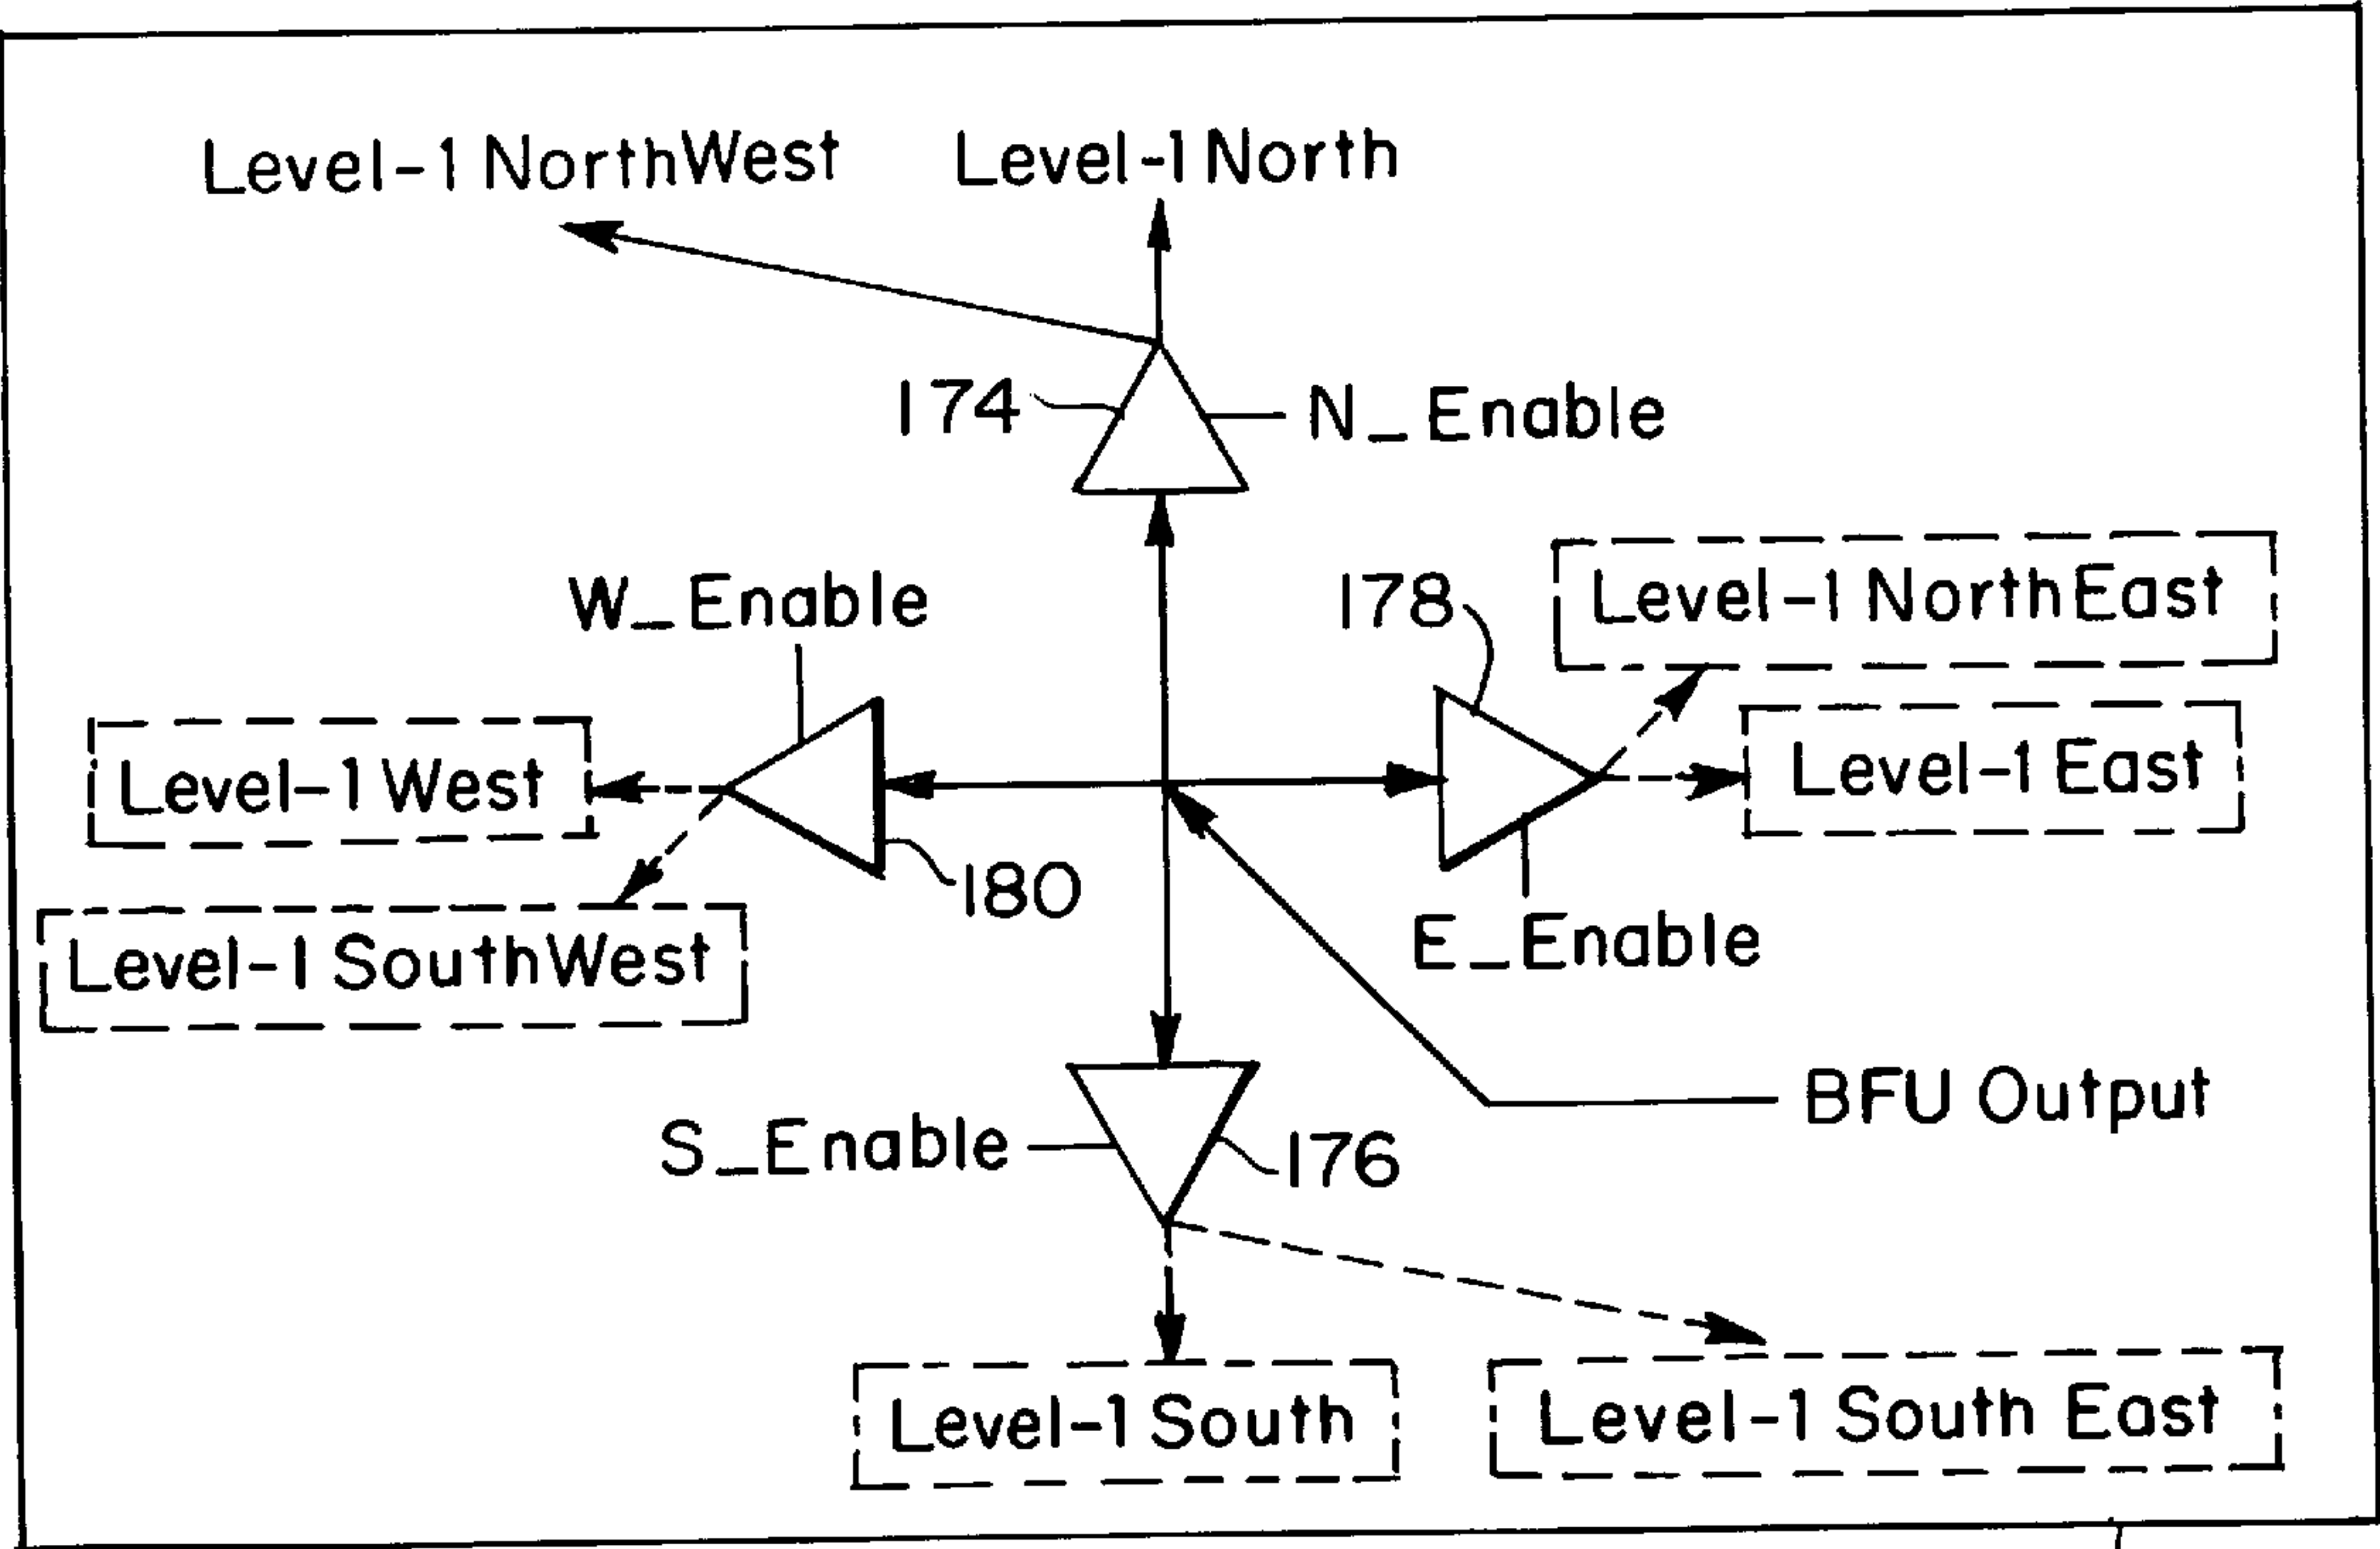 Level-1 NorthWest
Level-1 North
174
N_Enable
W_Enable
178
Level-1 NorthEast
Level-1 West
Level-1 East
180
E_Enable
Level-1 SouthWest
BFU Output
S_Enable
176
Level-1 South
Level-1 South East